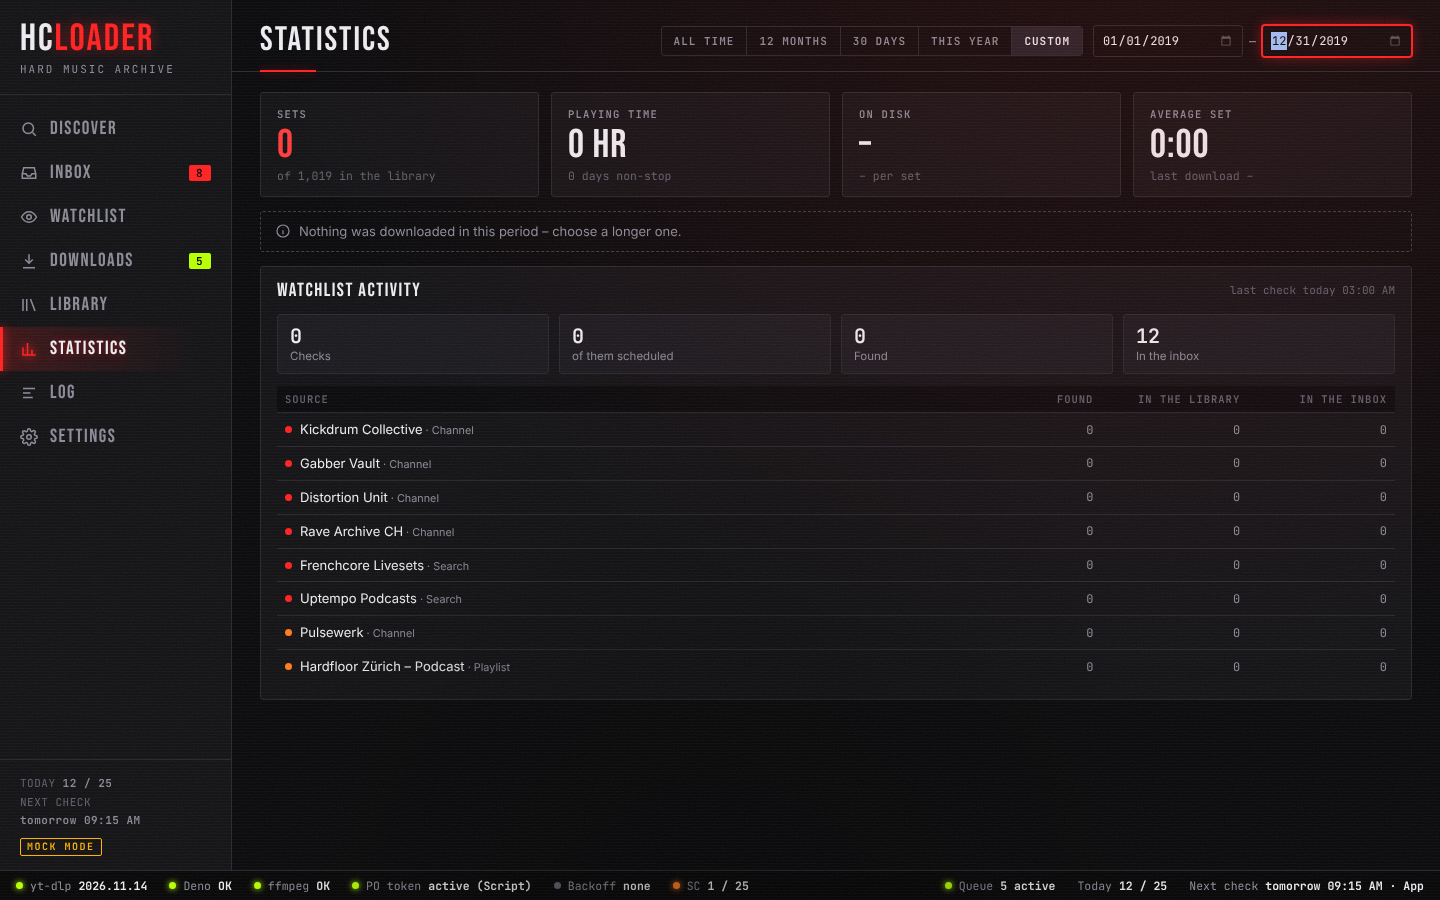 HCLOADER
HARD MUSIC ARCHIVE
DISCOVER
INBOX 8
WATCHLIST
DOWNLOADS 5
LIBRARY
STATISTICS
LOG
SETTINGS
TODAY 12 / 25
NEXT CHECK
tomorrow 09:15 AM
MOCK MODE
STATISTICS
ALL TIME 12 MONTHS 30 DAYS THIS YEAR CUSTOM 01/01/2019 – 12/31/2019
SETS
0
of 1,019 in the library
PLAYING TIME
0 HR
0 days non-stop
ON DISK
–
– per set
AVERAGE SET
0:00
last download –
Nothing was downloaded in this period – choose a longer one.
WATCHLIST ACTIVITY
last check today 03:00 AM
0
Checks
0
of them scheduled
0
Found
12
In the inbox
SOURCE FOUND IN THE LIBRARY IN THE INBOX
Kickdrum Collective · Channel 0 0 0
Gabber Vault · Channel 0 0 0
Distortion Unit · Channel 0 0 0
Rave Archive CH · Channel 0 0 0
Frenchcore Livesets · Search 0 0 0
Uptempo Podcasts · Search 0 0 0
Pulsewerk · Channel 0 0 0
Hardfloor Zürich – Podcast · Playlist 0 0 0
yt-dlp 2026.11.14 Deno OK ffmpeg OK PO token active (Script) Backoff none SC 1 / 25 Queue 5 active Today 12 / 25 Next check tomorrow 09:15 AM · App